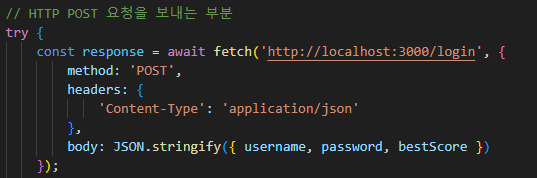 // HTTP POST 요청을 보내는 부분
try {
    const response = await fetch('http://localhost:3000/login', {
        method: 'POST',
        headers: {
            'Content-Type': 'application/json'
        },
        body: JSON.stringify({ username, password, bestScore })
    });